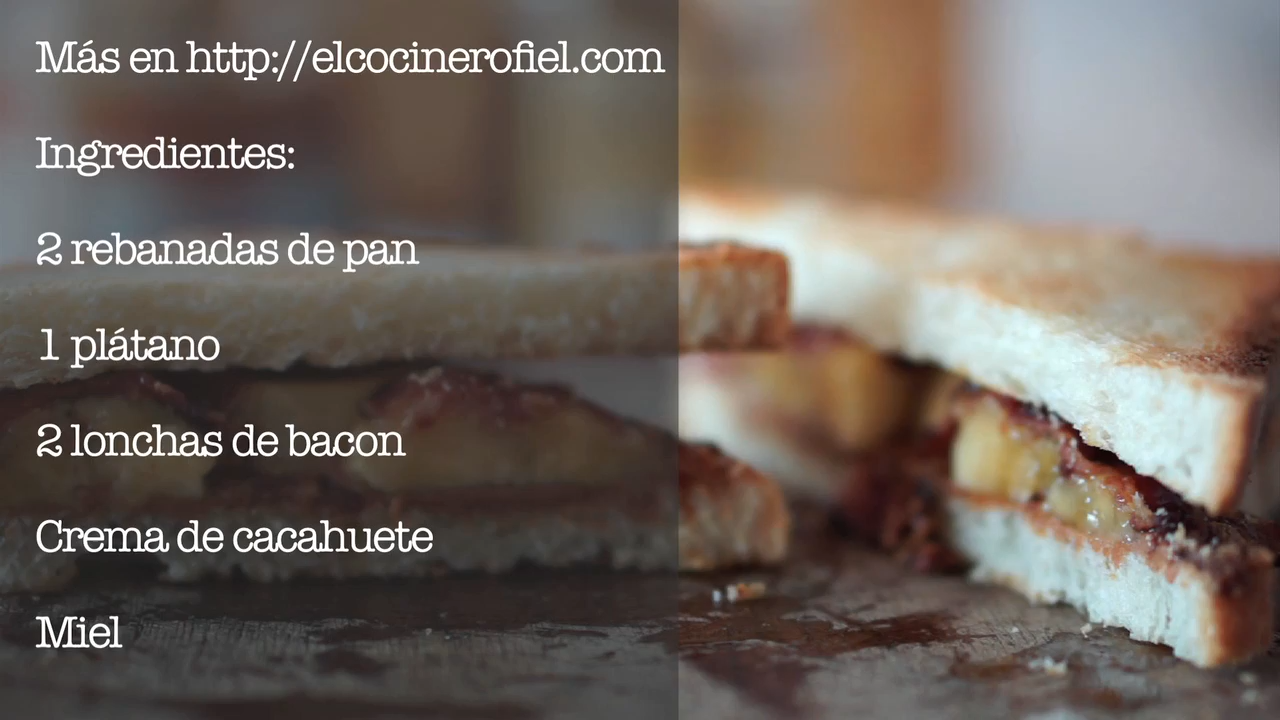 Más en http://elcocinerofiel.com
Ingredientes:
2 rebanadas de pan
1 plátano
2 lonchas de bacon
Crema de cacahuete
Miel